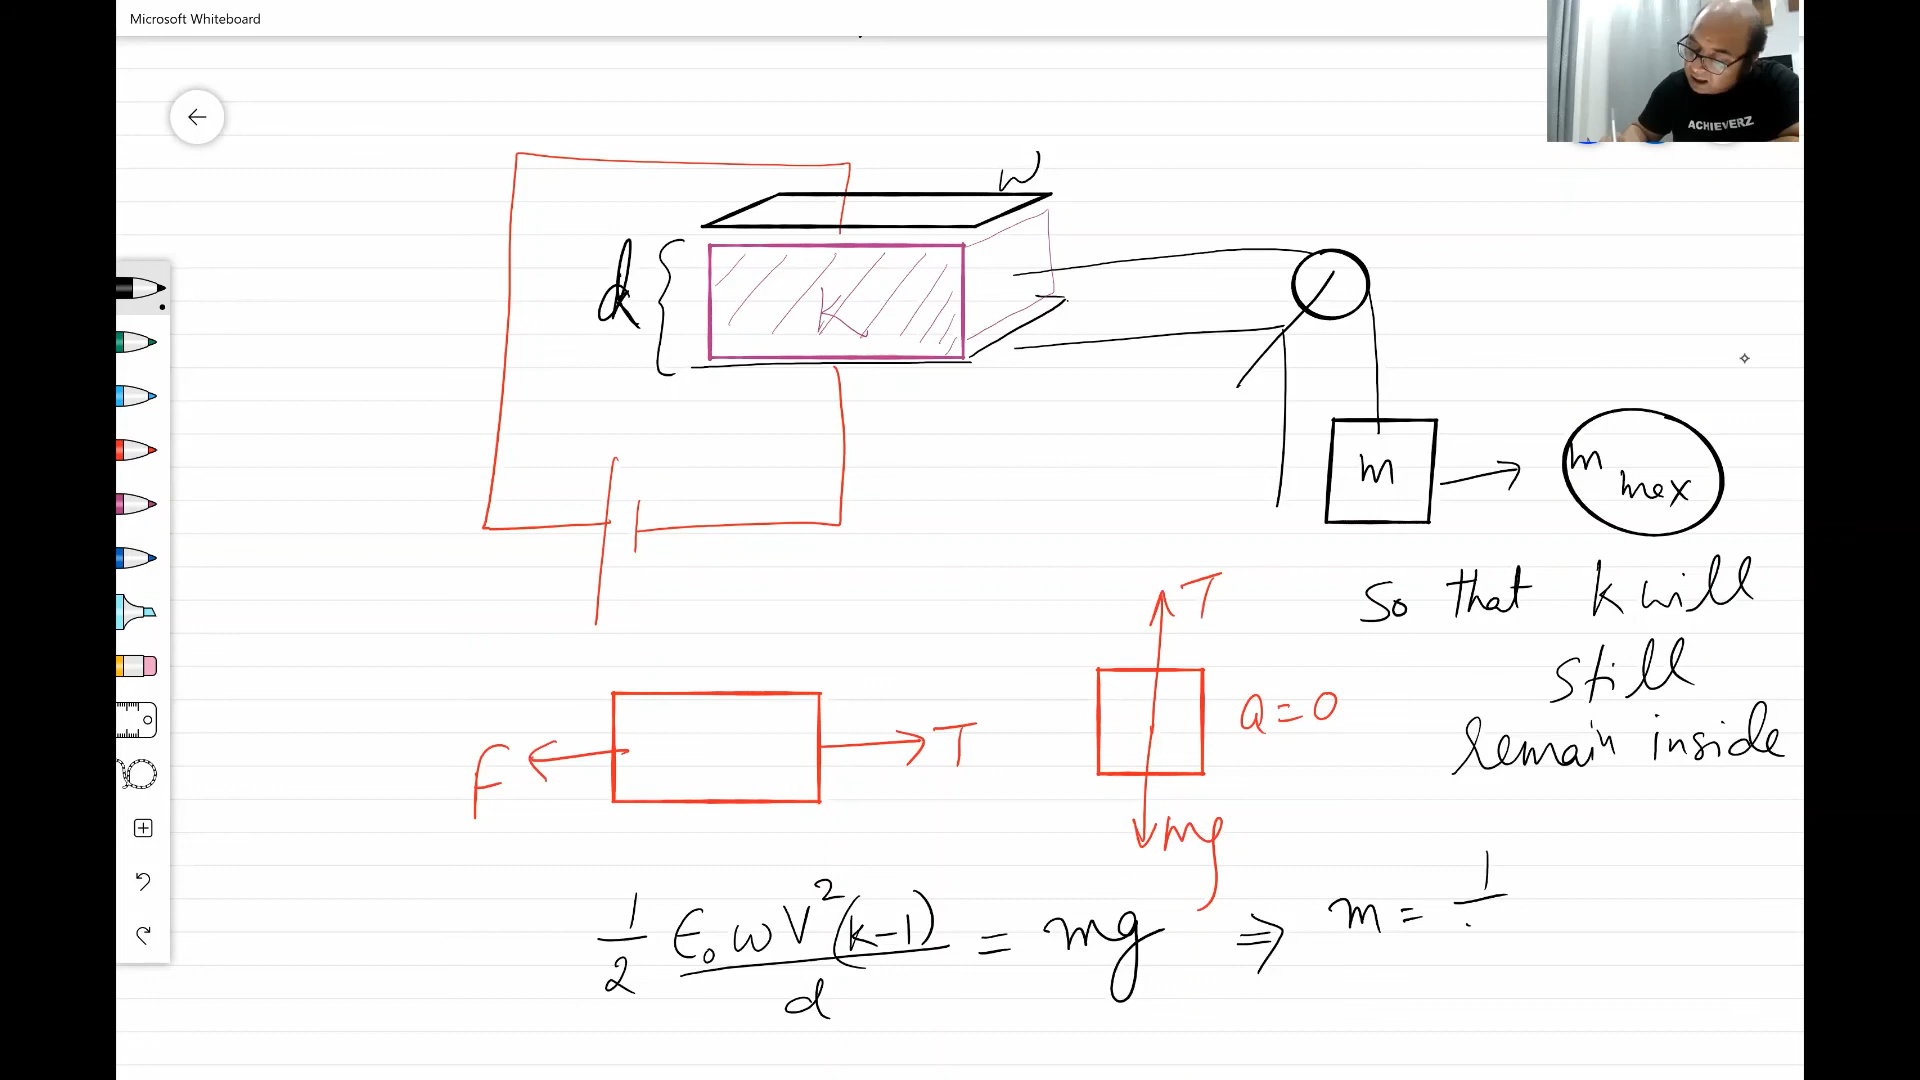 Microsoft Whiteboard
ACHIEVERZ
w
d
K
m
m max
so that k will
still
remain inside
T
a = 0
F
T
mg
1/2 ε₀wV²(k-1)/d = mg ⇒ m = 1/